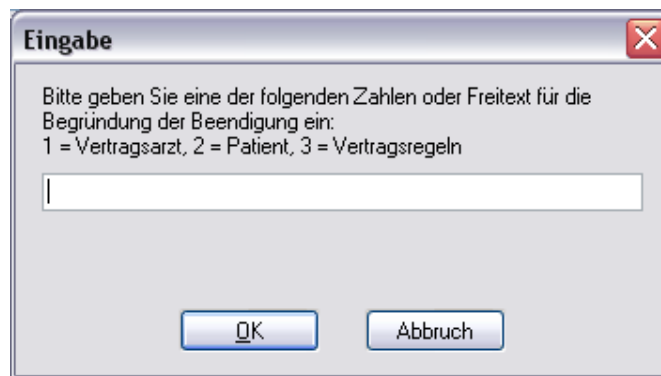 Eingabe
Bitte geben Sie eine der folgenden Zahlen oder Freitext für die
Begründung der Beendigung ein:
1 = Vertragsarzt, 2 = Patient, 3 = Vertragsregeln
OK
Abbruch